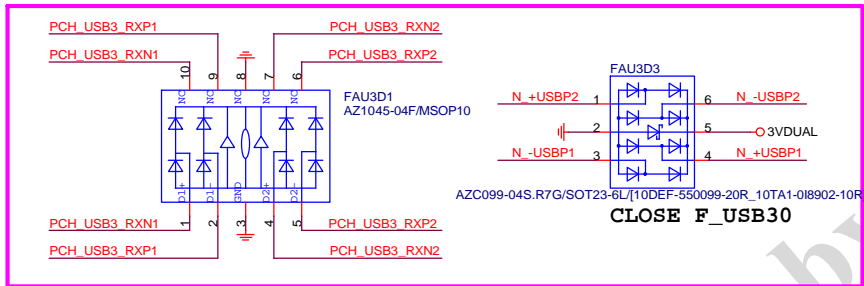 PCH_USB3_RXP1
PCH_USB3_RXN2
PCH_USB3_RXN1
PCH_USB3_RXP2
10
9
8
7
6
NC
NC
NC
NC
FAU3D1
AZ1045-04F/MSOP10
D1+
D1-
GND
D2+
D2-
1
2
3
4
5
PCH_USB3_RXN1
PCH_USB3_RXP2
PCH_USB3_RXP1
PCH_USB3_RXN2
FAU3D3
N_+USBP2
1
6
N_-USBP2
2
5
3VDUAL
N_-USBP1
3
4
N_+USBP1
AZC099-04S.R7G/SOT23-6L/[10DEF-550099-20R_10TA1-0I8902-10R
CLOSE F_USB30
by